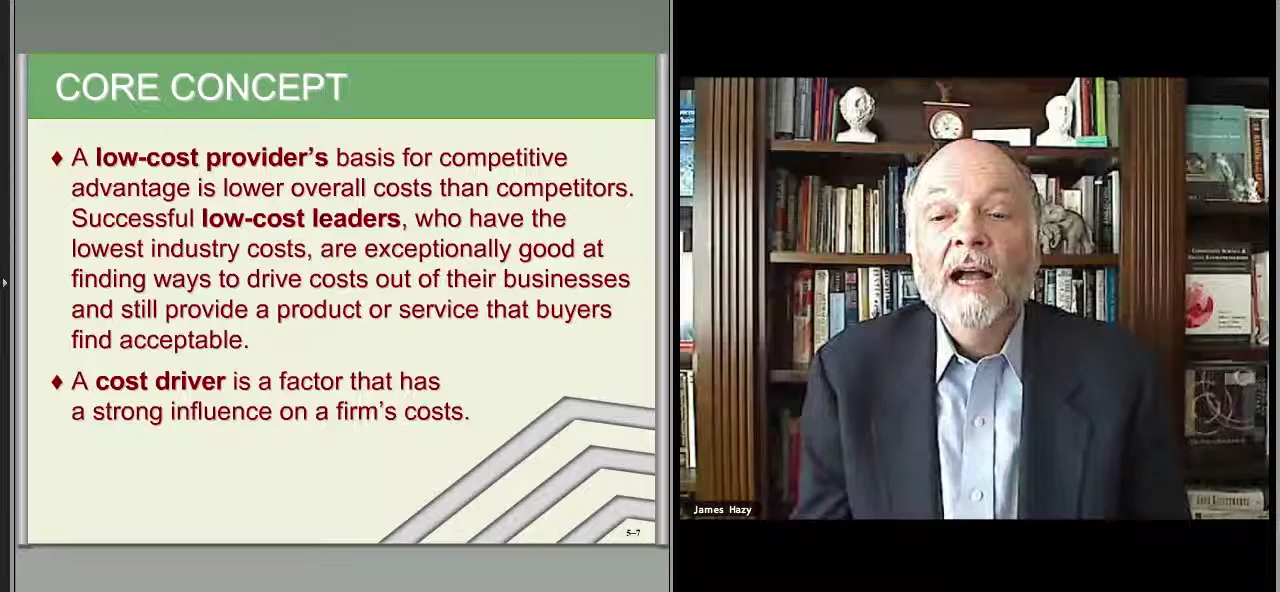 CORE CONCEPT
♦ A low-cost provider’s basis for competitive
advantage is lower overall costs than competitors.
Successful low-cost leaders, who have the
lowest industry costs, are exceptionally good at
finding ways to drive costs out of their businesses
and still provide a product or service that buyers
find acceptable.
♦ A cost driver is a factor that has
a strong influence on a firm’s costs.
5–7
James Hazy